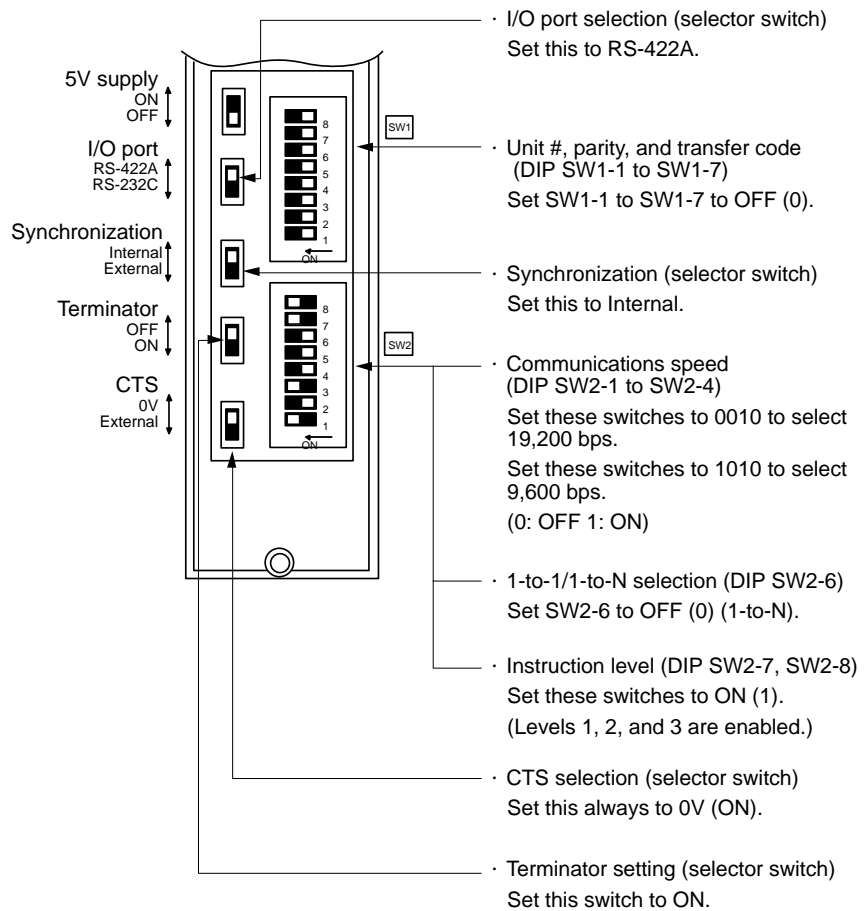 5V supply
ON
OFF
I/O port
RS-422A
RS-232C
Synchronization
Internal
External
Terminator
OFF
ON
CTS
0V
External
8
7
6
5
4
3
2
1
ON
SW1
8
7
6
5
4
3
2
1
ON
SW2
· I/O port selection (selector switch)
Set this to RS-422A.
· Unit #, parity, and transfer code
(DIP SW1-1 to SW1-7)
Set SW1-1 to SW1-7 to OFF (0).
· Synchronization (selector switch)
Set this to Internal.
· Communications speed
(DIP SW2-1 to SW2-4)
Set these switches to 0010 to select
19,200 bps.
Set these switches to 1010 to select
9,600 bps.
(0: OFF 1: ON)
· 1-to-1/1-to-N selection (DIP SW2-6)
Set SW2-6 to OFF (0) (1-to-N).
· Instruction level (DIP SW2-7, SW2-8)
Set these switches to ON (1).
(Levels 1, 2, and 3 are enabled.)
· CTS selection (selector switch)
Set this always to 0V (ON).
· Terminator setting (selector switch)
Set this switch to ON.